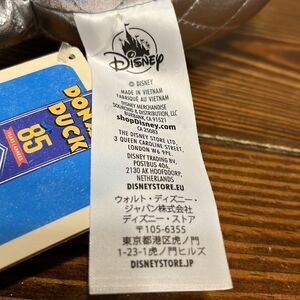 Disney
© DISNEY
MADE IN VIETNAM
FABRIQUÉ AU VIETNAM
DISNEY MERCHANDISE
BURBANK, CA 91521
shopDisney.com
CA 25083
THE DISNEY STORE LTD.
3 QUEEN CAROLINE STREET,
LONDON W6 9PE.
DISNEY TRADING BV,
POSTBUS 404,
2130 AK HOOFDDORP,
NETHERLANDS
DISNEYSTORE.EU
ウォルト・ディズニー・
ジャパン株式会社
ディズニー・ストア
〒105-6355
東京都港区虎ノ門
1-23-1虎ノ門ヒルズ
DISNEYSTORE.JP
DONALD
DUCK
85